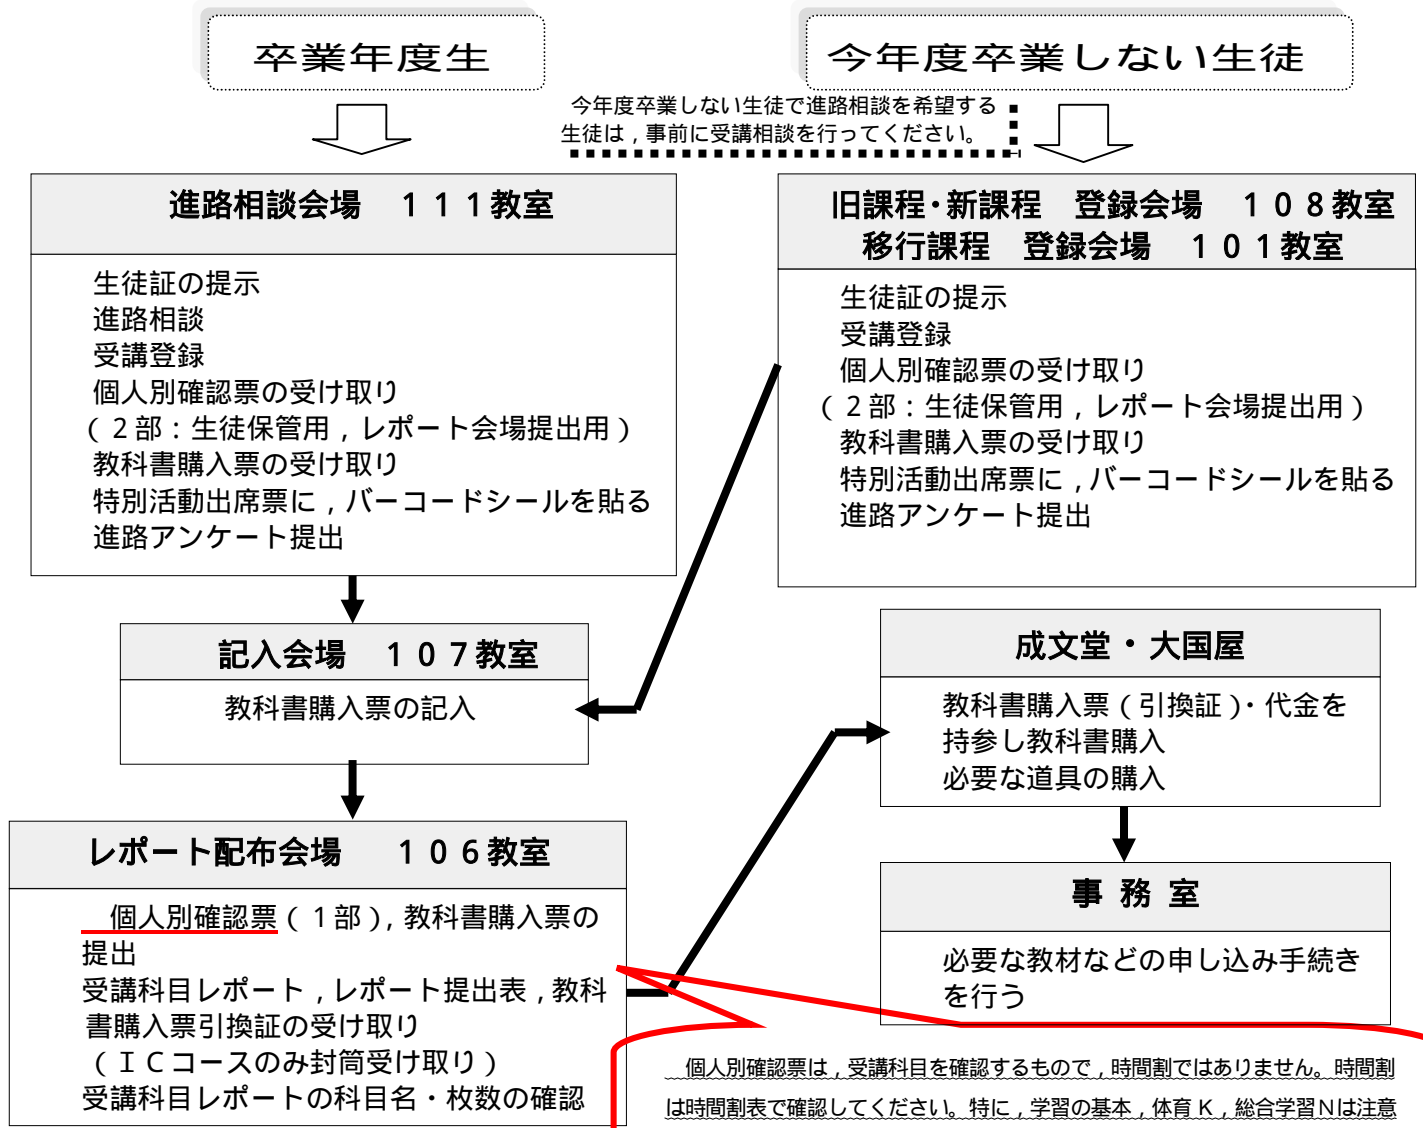 卒業年度生
今年度卒業しない生徒
今年度卒業しない生徒で進路相談を希望する
生徒は，事前に受講相談を行ってください。
進路相談会場　１１１教室
生徒証の提示
進路相談
受講登録
個人別確認票の受け取り
（２部：生徒保管用，レポート会場提出用）
教科書購入票の受け取り
特別活動出席票に，バーコードシールを貼る
進路アンケート提出
旧課程・新課程　登録会場　１０８教室
移行課程　登録会場　１０１教室
生徒証の提示
受講登録
個人別確認票の受け取り
（２部：生徒保管用，レポート会場提出用）
教科書購入票の受け取り
特別活動出席票に，バーコードシールを貼る
進路アンケート提出
記入会場　１０７教室
教科書購入票の記入
レポート配布会場　１０６教室
個人別確認票（１部），教科書購入票の
提出
受講科目レポート，レポート提出表，教科
書購入票引換証の受け取り
（ＩＣコースのみ封筒受け取り）
受講科目レポートの科目名・枚数の確認
成文堂・大国屋
教科書購入票（引換証）・代金を
持参し教科書購入
必要な道具の購入
事 務 室
必要な教材などの申し込み手続き
を行う
個人別確認票は，受講科目を確認するもので，時間割ではありません。時間割
は時間割表で確認してください。特に，学習の基本，体育Ｋ，総合学習Ｎは注意